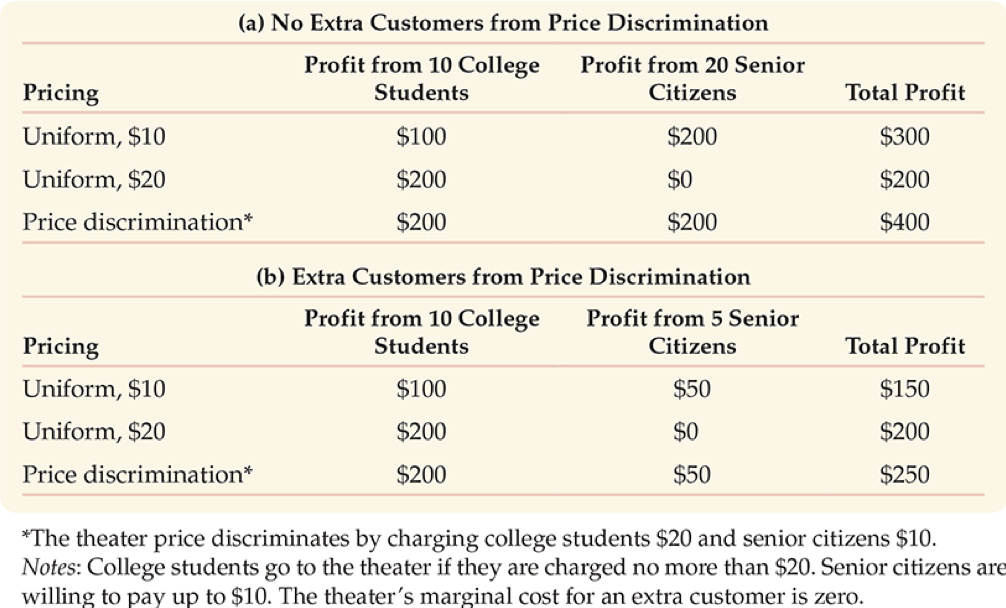 (a) No Extra Customers from Price Discrimination
Pricing Profit from 10 College Students Profit from 20 Senior Citizens Total Profit
Uniform, $10 $100 $200 $300
Uniform, $20 $200 $0 $200
Price discrimination* $200 $200 $400
(b) Extra Customers from Price Discrimination
Pricing Profit from 10 College Students Profit from 5 Senior Citizens Total Profit
Uniform, $10 $100 $50 $150
Uniform, $20 $200 $0 $200
Price discrimination* $200 $50 $250
*The theater price discriminates by charging college students $20 and senior citizens $10.
Notes: College students go to the theater if they are charged no more than $20. Senior citizens are
willing to pay up to $10. The theater's marginal cost for an extra customer is zero.